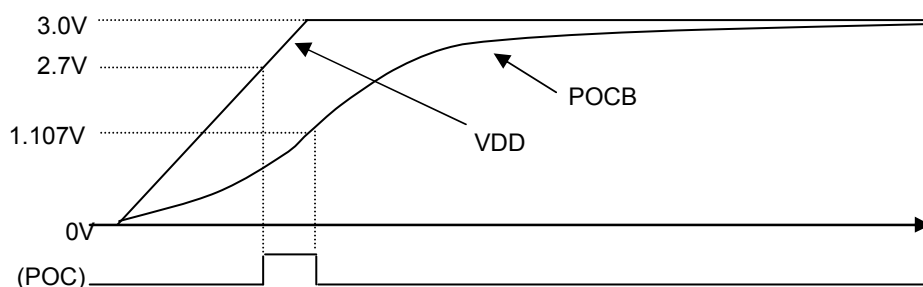 3.0V
2.7V
POCB
1.107V
VDD
0V
(POC)